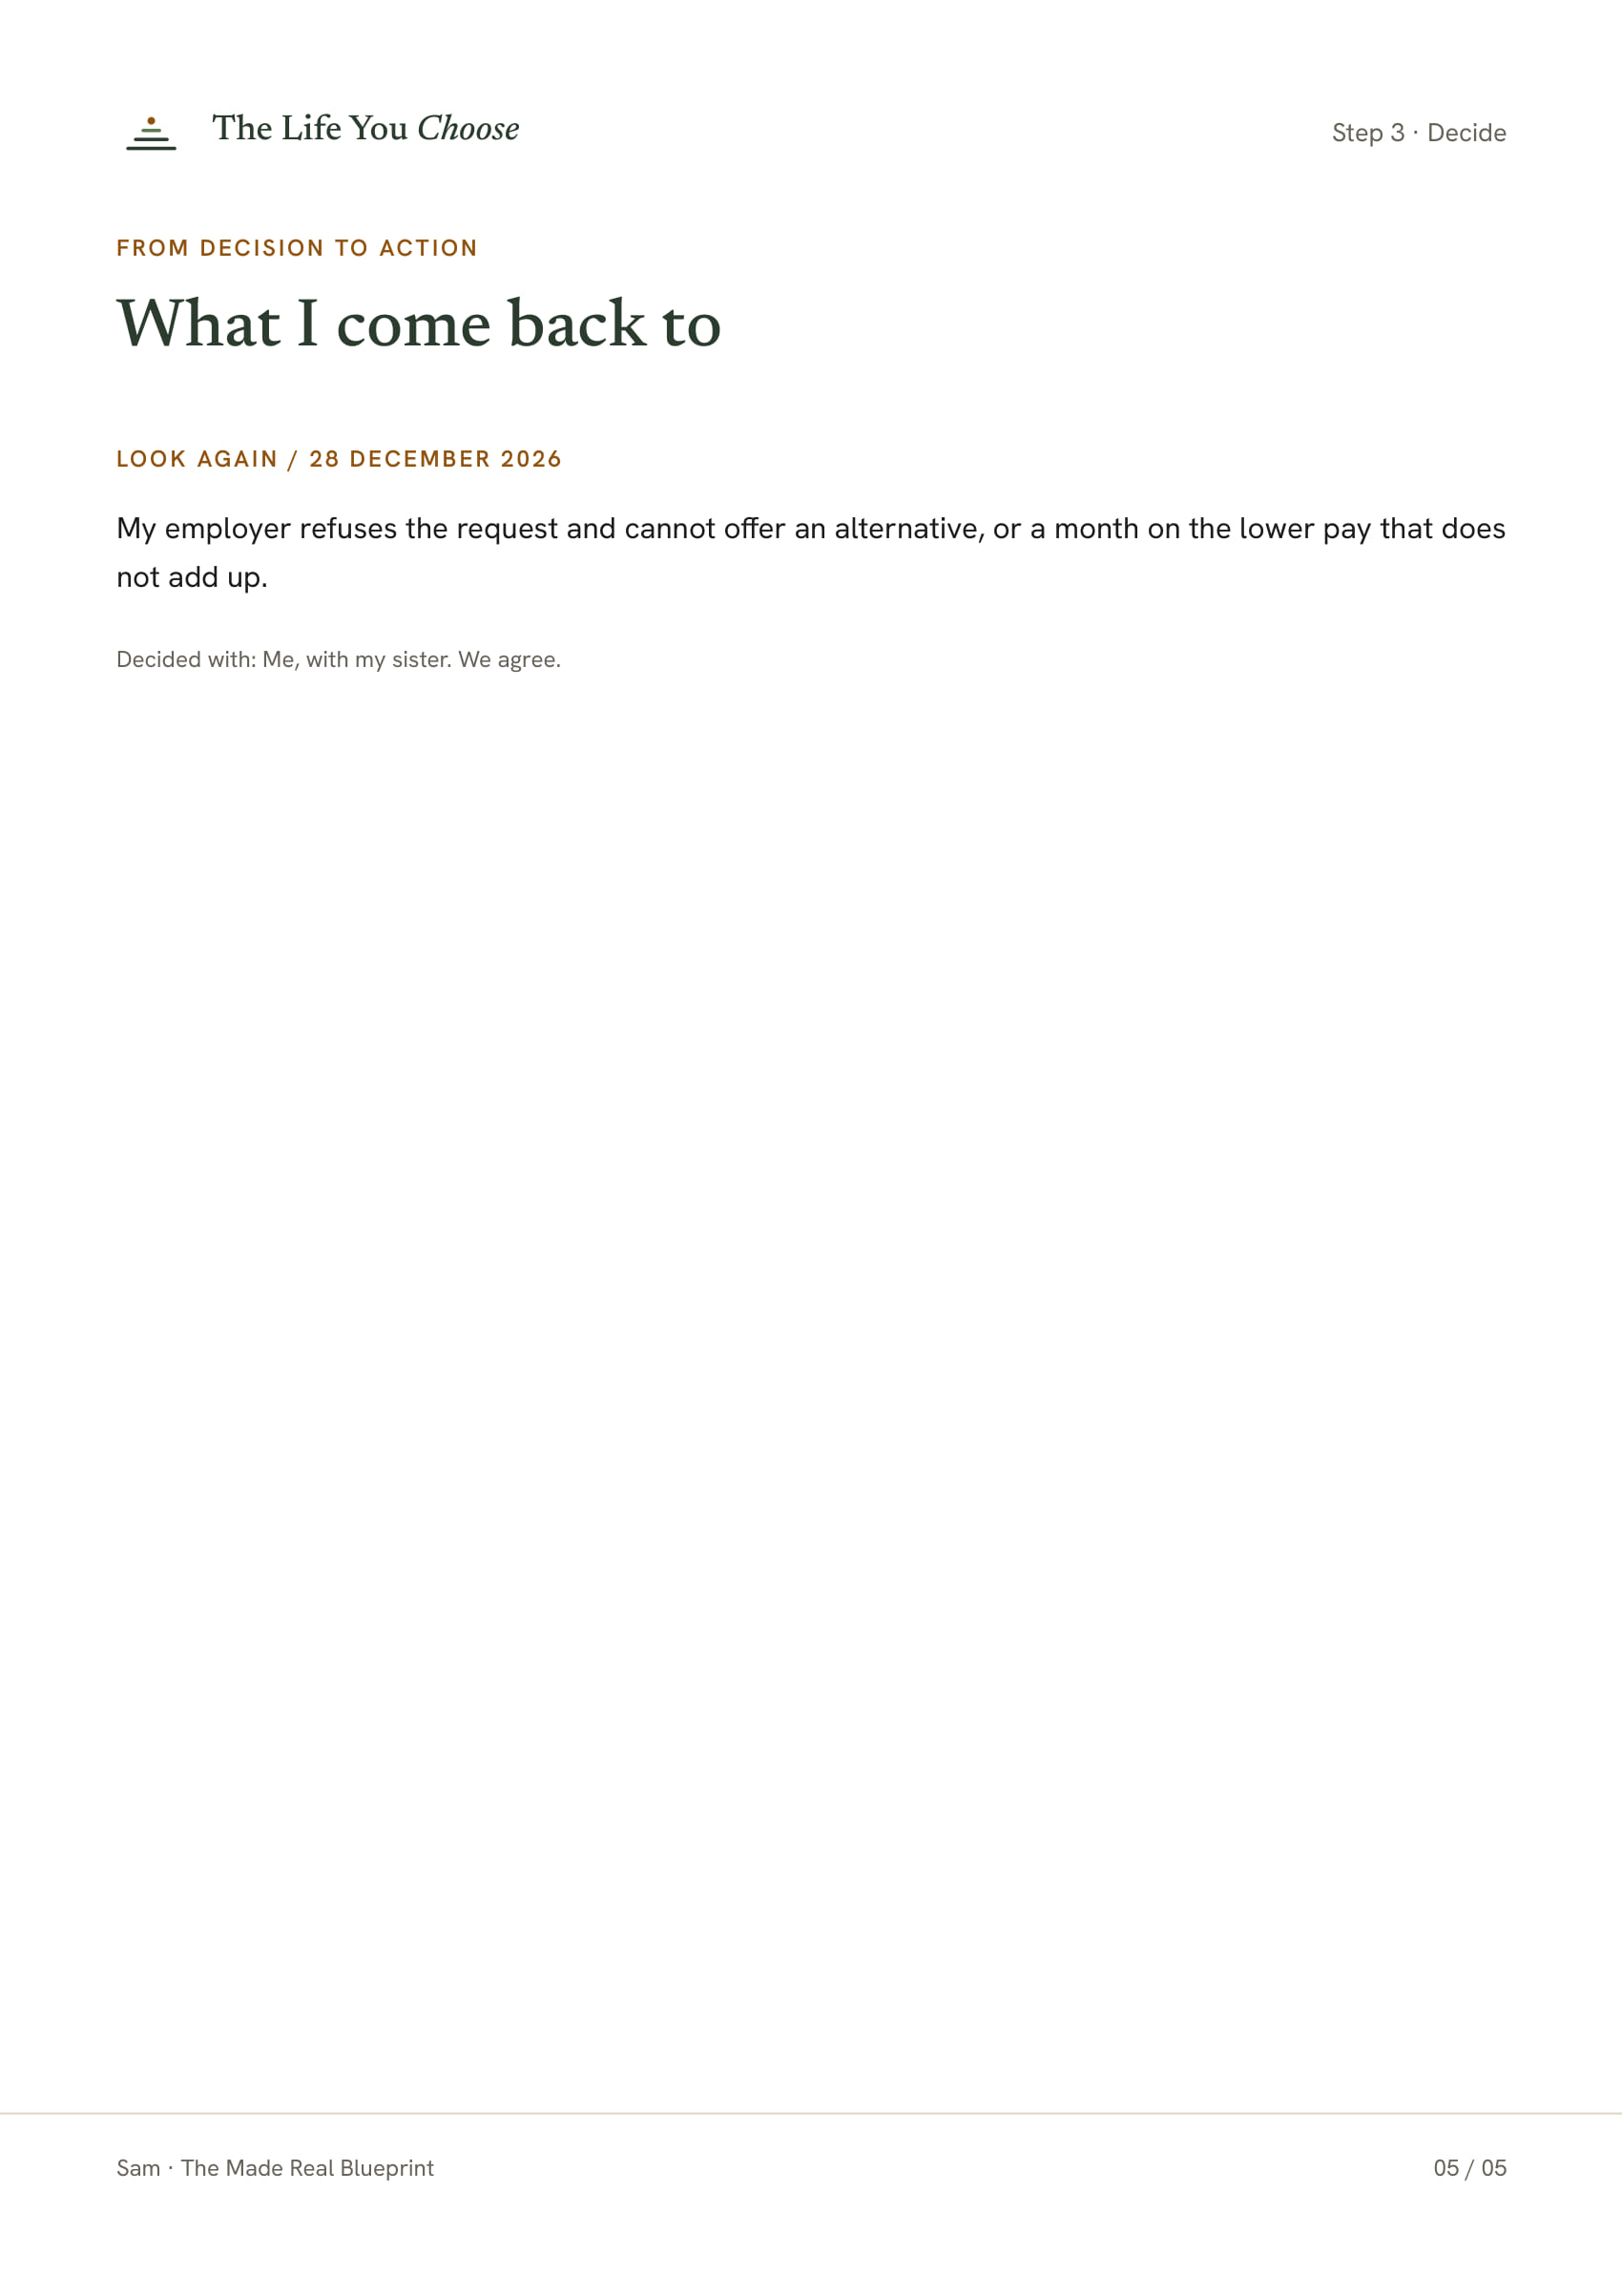 The Life You Choose
Step 3 · Decide
FROM DECISION TO ACTION
What I come back to
LOOK AGAIN / 28 DECEMBER 2026
My employer refuses the request and cannot offer an alternative, or a month on the lower pay that does
not add up.
Decided with: Me, with my sister. We agree.
Sam · The Made Real Blueprint
05 / 05